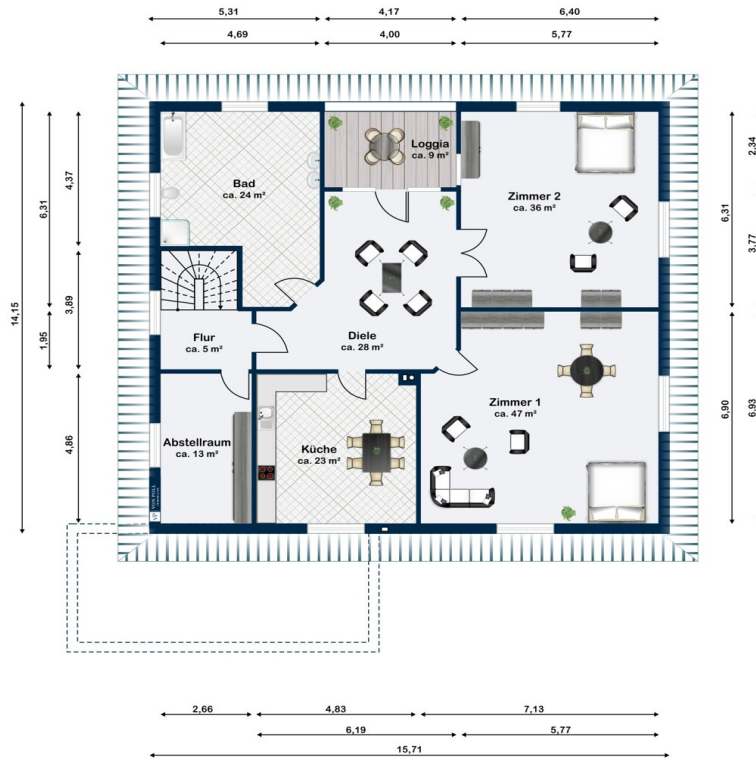 5,31
4,17
6,40
4,69
4,00
5,77
14,15
6,31
1,95
4,37
3,89
4,86
2,34
6,31
3,77
6,90
6,93
Loggia
ca. 9 m²
Bad
ca. 24 m²
Zimmer 2
ca. 36 m²
Flur
ca. 5 m²
Diele
ca. 28 m²
Zimmer 1
ca. 47 m²
Abstellraum
ca. 13 m²
Küche
ca. 23 m²
VP VON POLL
2,66
4,83
7,13
6,19
5,77
15,71